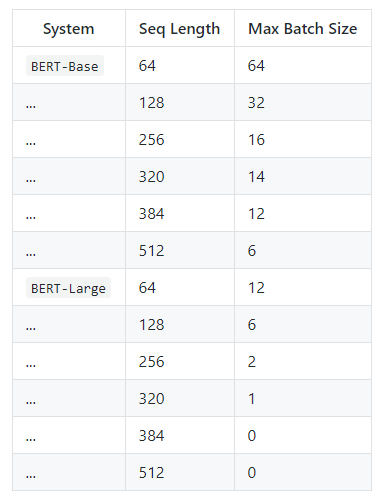 System Seq Length Max Batch Size
BERT-Base 64 64
... 128 32
... 256 16
... 320 14
... 384 12
... 512 6
BERT-Large 64 12
... 128 6
... 256 2
... 320 1
... 384 0
... 512 0